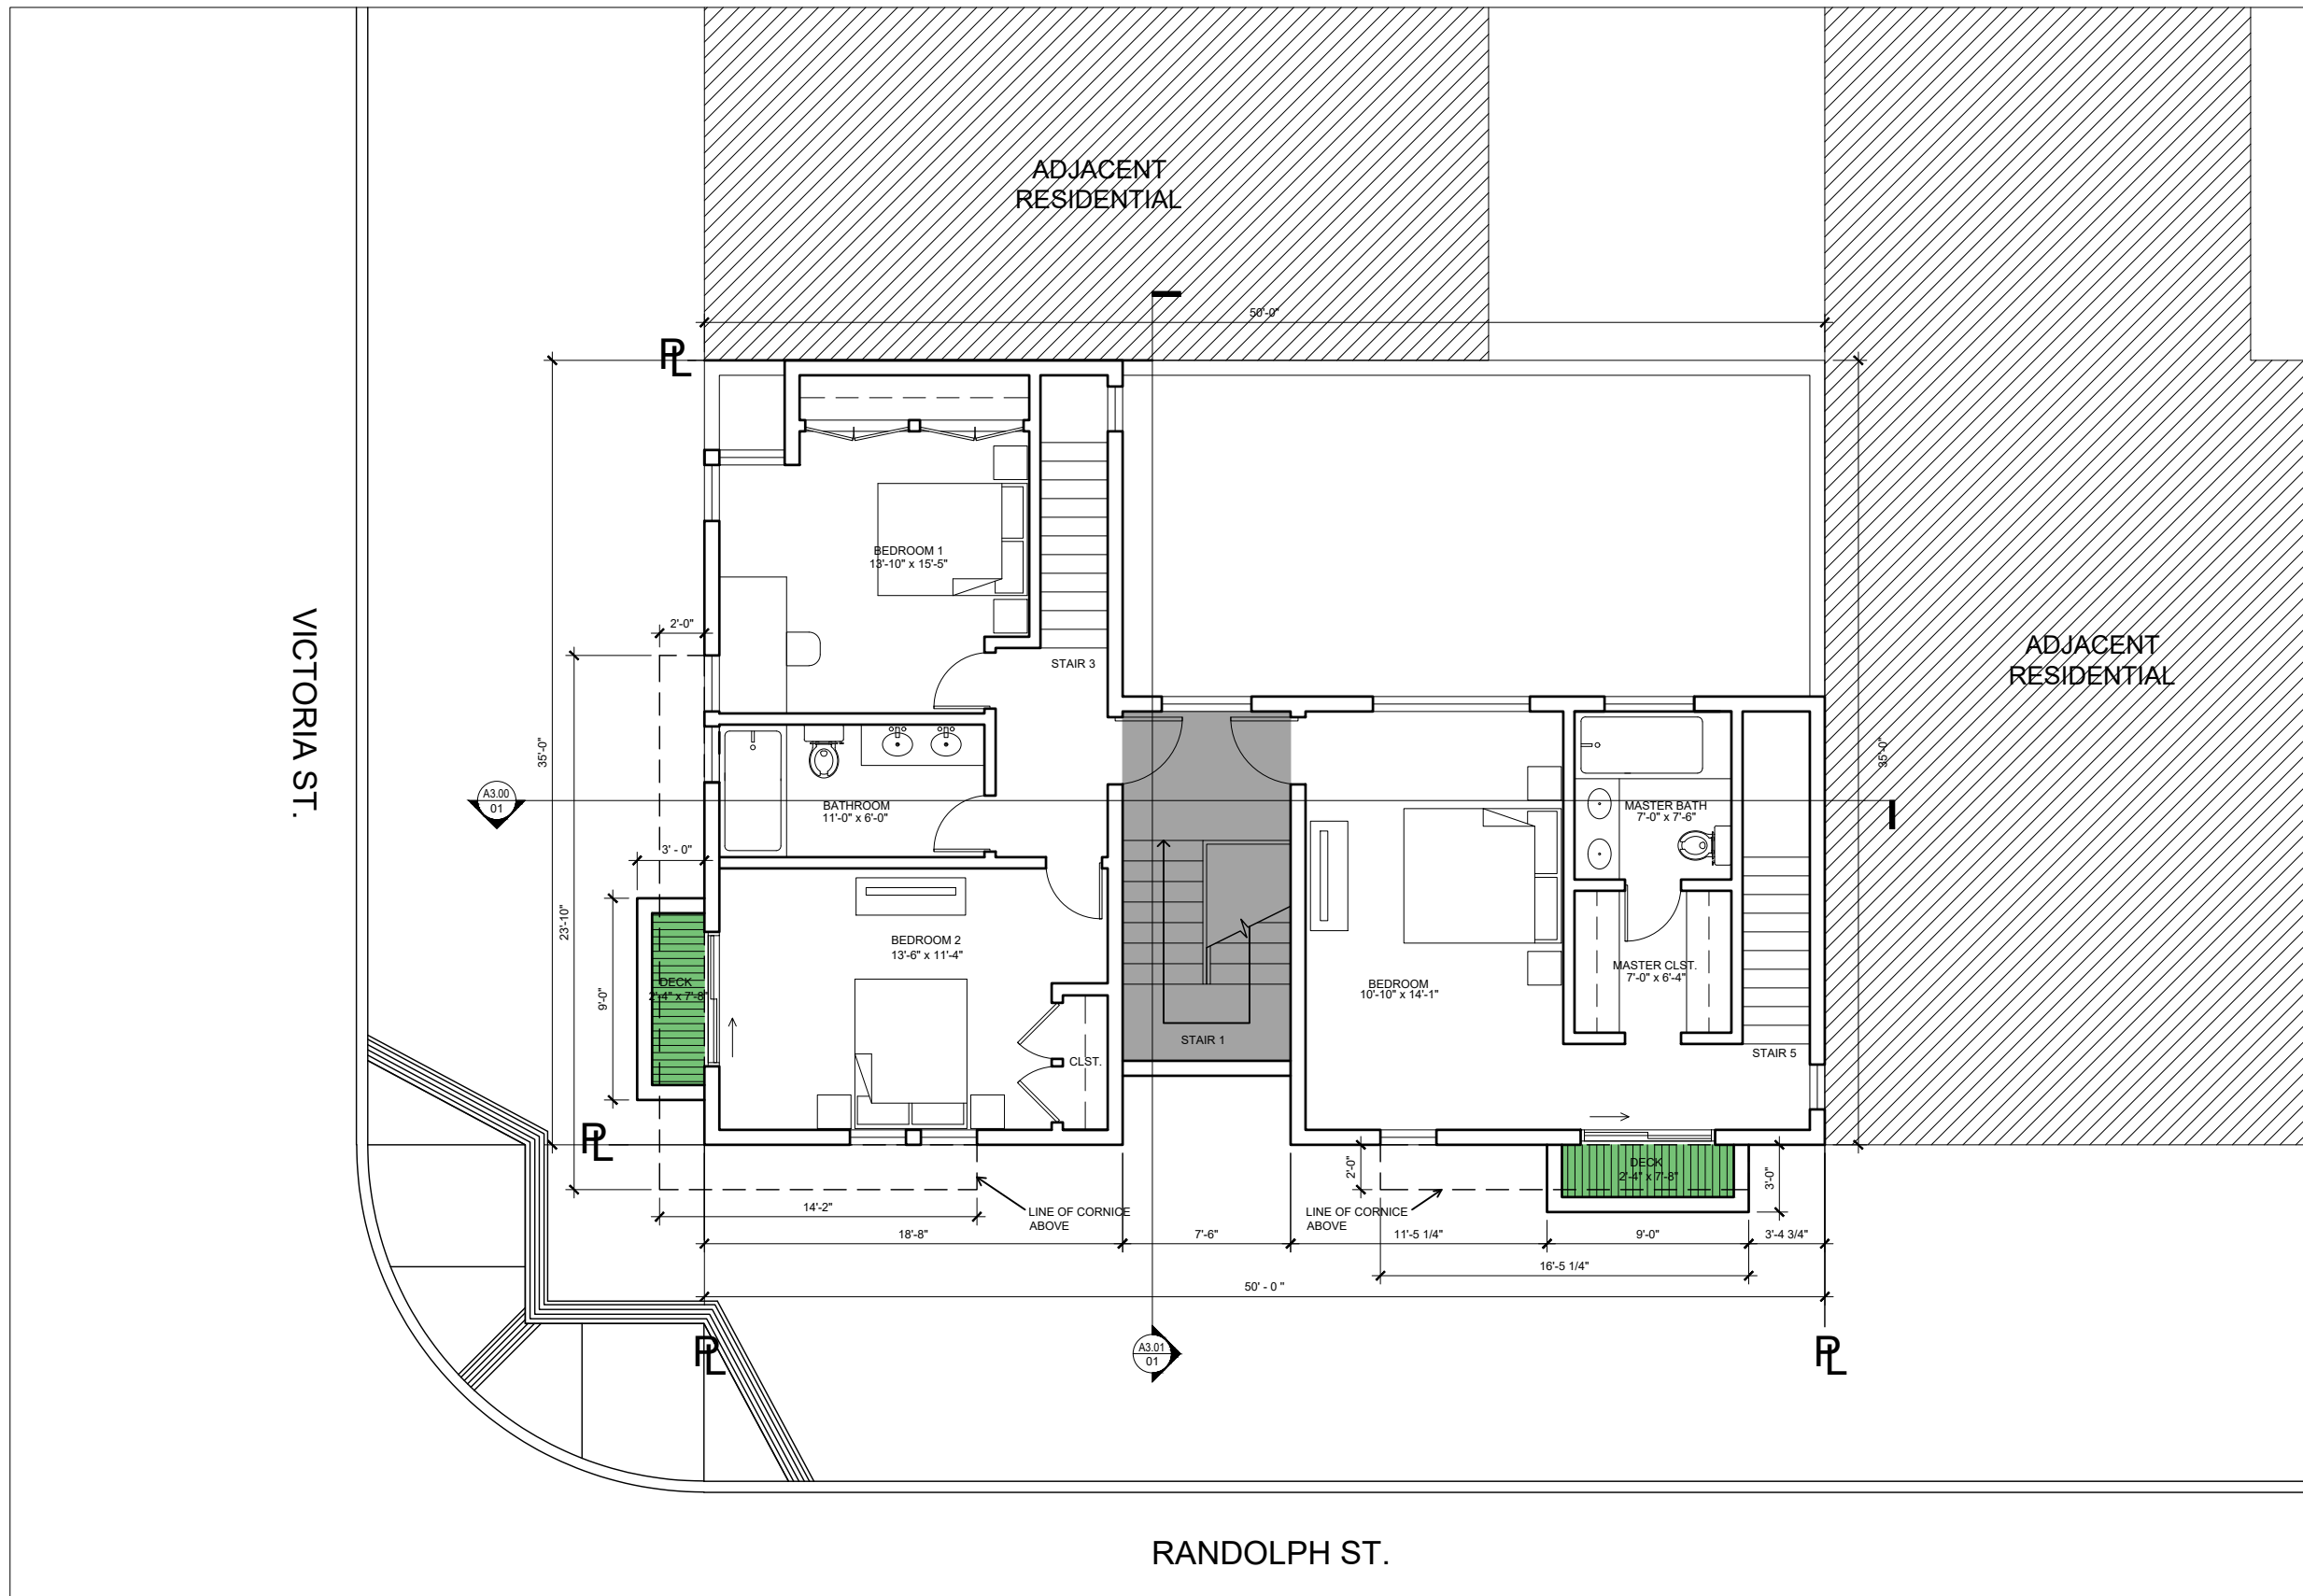 ADJACENT
RESIDENTIAL
50'-0"
PL
BEDROOM 1
13'-10" x 15'-5"
2'-0"
STAIR 3
VICTORIA ST.
ADJACENT
RESIDENTIAL
35'-0"
35'-0"
A3.00
01
BATHROOM
11'-0" x 6'-0"
MASTER BATH
7'-0" x 7'-6"
3' - 0"
23'-10"
BEDROOM 2
13'-6" x 11'-4"
9'-0"
DECK
2'-4" x 7'-8"
BEDROOM
10'-10" x 14'-1"
MASTER CLST.
7'-0" x 6'-4"
STAIR 1
CLST.
STAIR 5
PL
2'-0"
DECK
2'-4" x 7'-8"
3'-0"
14'-2"
LINE OF CORNICE
ABOVE
LINE OF CORNICE
ABOVE
18'-8"
7'-6"
11'-5 1/4"
9'-0"
3'-4 3/4"
16'-5 1/4"
50' - 0 "
PL
A3.01
01
PL
RANDOLPH ST.